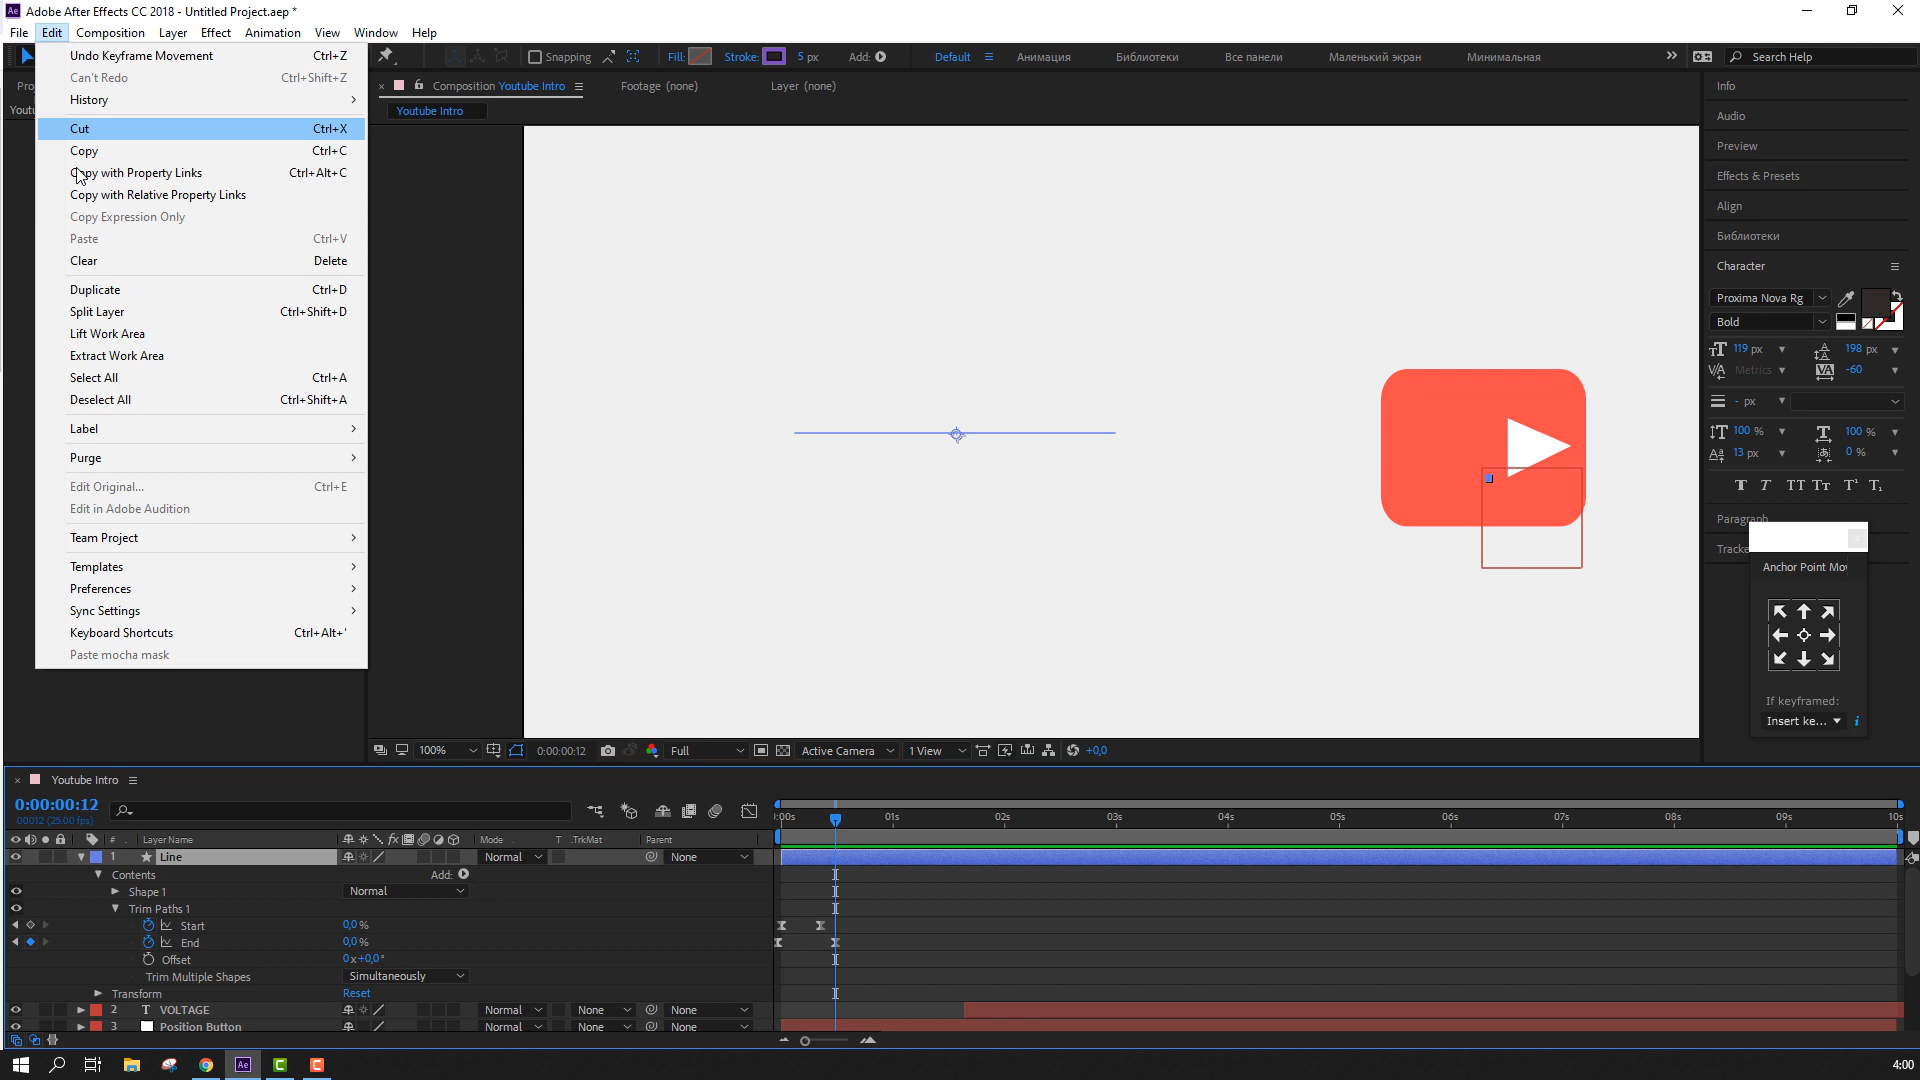 Adobe After Effects CC 2018 - Untitled Project.aep *
File Edit Composition Layer Effect Animation View Window Help
Snapping Fill: Stroke: 5 px Add: Default Анимация Библиотеки Все панели Маленький экран Минимальная Search Help
Undo Keyframe Movement Ctrl+Z
Can't Redo Ctrl+Shift+Z
History
Cut Ctrl+X
Copy Ctrl+C
Copy with Property Links Ctrl+Alt+C
Copy with Relative Property Links
Copy Expression Only
Paste Ctrl+V
Clear Delete
Duplicate Ctrl+D
Split Layer Ctrl+Shift+D
Lift Work Area
Extract Work Area
Select All Ctrl+A
Deselect All Ctrl+Shift+A
Label
Purge
Edit Original... Ctrl+E
Edit in Adobe Audition
Team Project
Templates
Preferences
Sync Settings
Keyboard Shortcuts Ctrl+Alt+'
Paste mocha mask
Composition Youtube Intro Footage (none) Layer (none)
Youtube Intro
Info
Audio
Preview
Effects & Presets
Align
Библиотеки
Character
Proxima Nova Rg
Bold
119 px 198 px
Metrics -60
- px
100 % 100 %
13 px 0 %
T T TT Tт T¹ T₁
Paragraph
Tracke
Anchor Point Mov
If keyframed:
Insert ke...
100% 0:00:00:12 Full Active Camera 1 View +0,0
Youtube Intro
0:00:00:12
00012 (25.00 fps)
:00s 01s 02s 03s 04s 05s 06s 07s 08s 09s 10s
# Layer Name Mode T .TrkMat Parent
1 Line Normal None
Contents Add:
Shape 1 Normal
Trim Paths 1
Start 0,0 %
End 0,0 %
Offset 0 x +0,0 °
Trim Multiple Shapes Simultaneously
Transform Reset
2 T VOLTAGE Normal None None
3 Position Button Normal None None
4:00